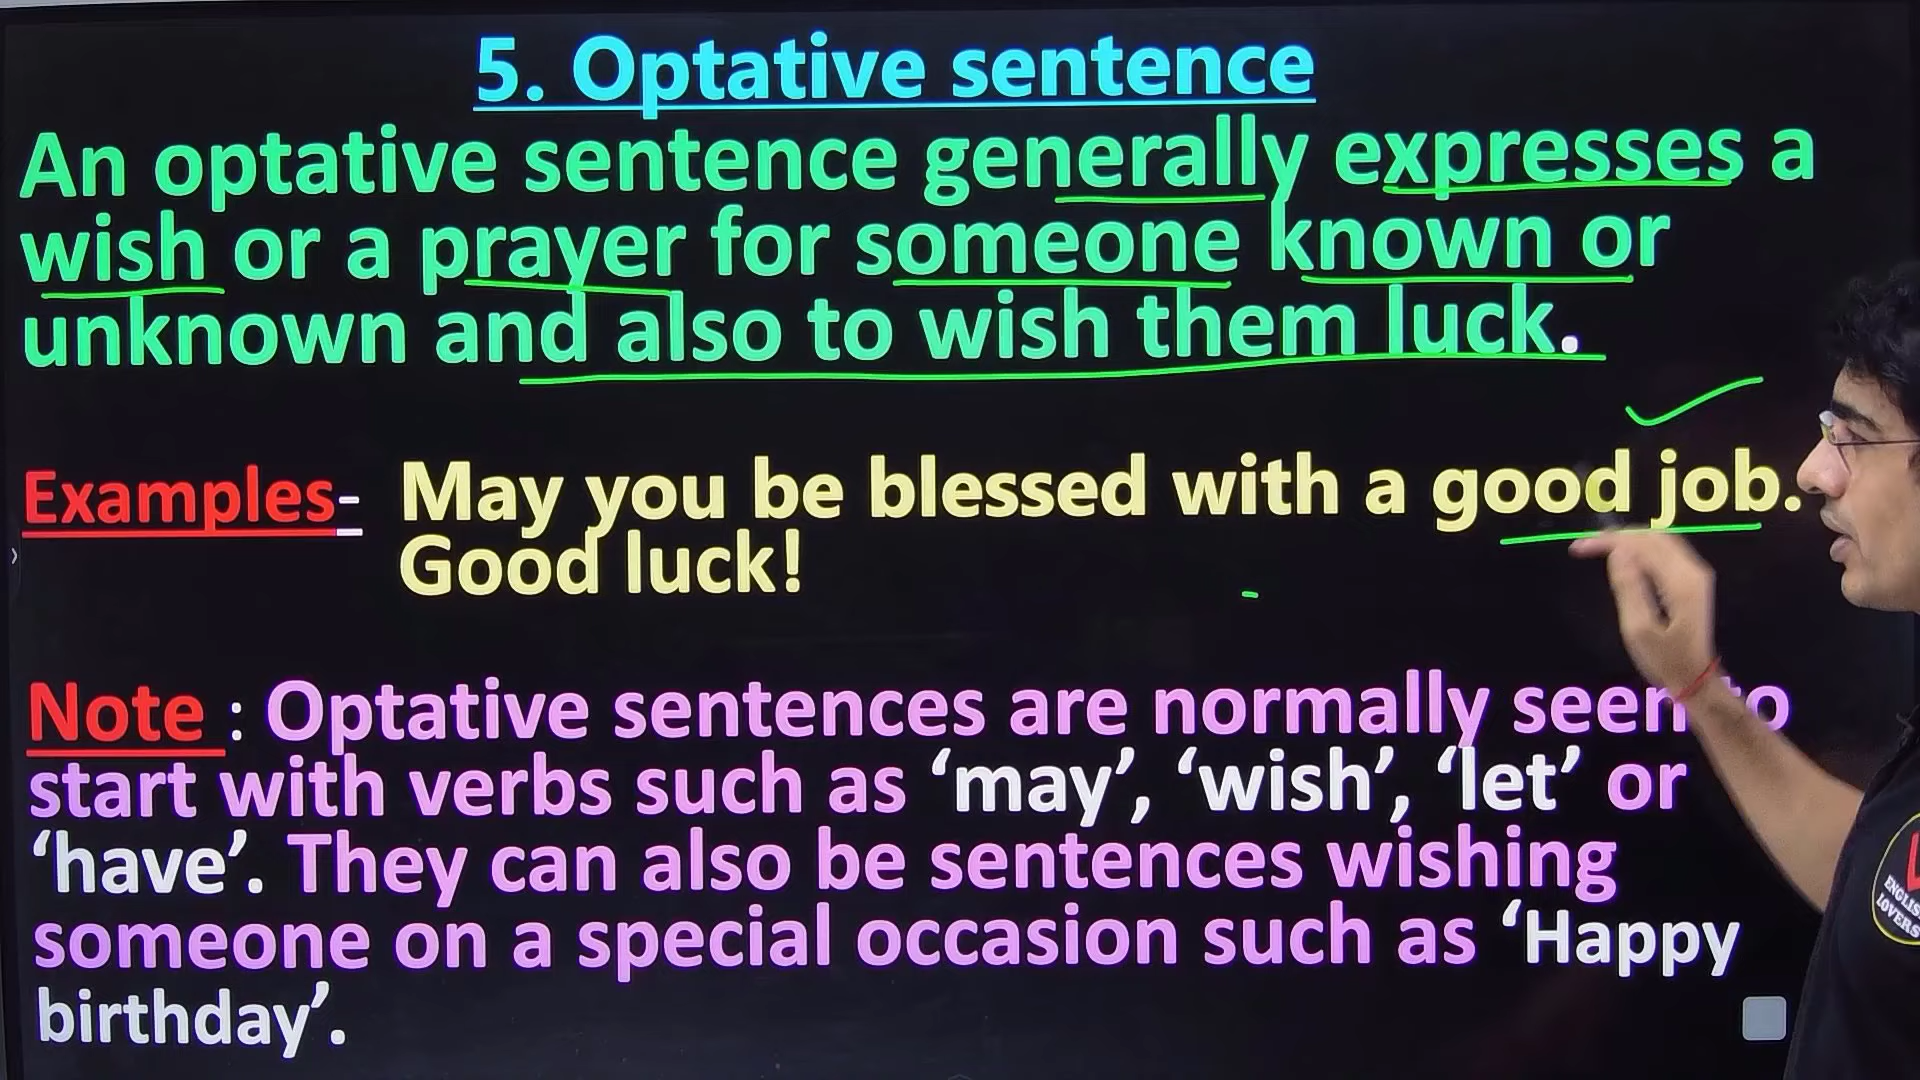 5. Optative sentence
An optative sentence generally expresses a
wish or a prayer for someone known or
unknown and also to wish them luck.
Examples- May you be blessed with a good job.
Good luck!
Note : Optative sentences are normally seen to
start with verbs such as ‘may’, ‘wish’, ‘let’ or
‘have’. They can also be sentences wishing
someone on a special occasion such as ‘Happy
birthday’.
LOVERS